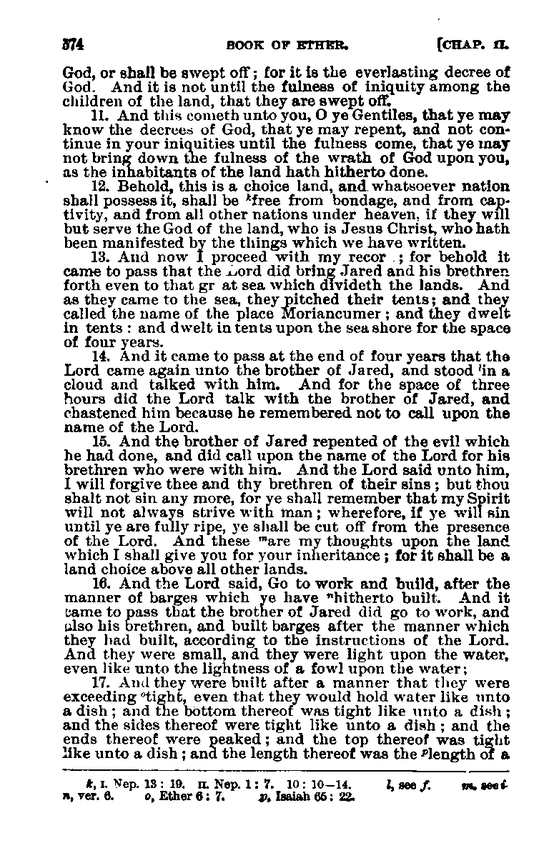 374 BOOK OF ETHER. [CHAP. II.
God, or shall be swept off; for it is the everlasting decree of
God. And it is not until the fulness of iniquity among the
children of the land, that they are swept off.
11. And this cometh unto you, O ye Gentiles, that ye may
know the decrees of God, that ye may repent, and not con-
tinue in your iniquities until the fulness come, that ye may
not bring down the fulness of the wrath of God upon you,
as the inhabitants of the land hath hitherto done.
12. Behold, this is a choice land, and whatsoever nation
shall possess it, shall be ᵏfree from bondage, and from cap-
tivity, and from all other nations under heaven, if they will
but serve the God of the land, who is Jesus Christ, who hath
been manifested by the things which we have written.
13. And now I proceed with my recor ; for behold it
came to pass that the Lord did bring Jared and his brethren
forth even to that gr at sea which divideth the lands. And
as they came to the sea, they pitched their tents; and they
called the name of the place Moriancumer; and they dwelt
in tents: and dwelt in tents upon the sea shore for the space
of four years.
14. And it came to pass at the end of four years that the
Lord came again unto the brother of Jared, and stood ˡin a
cloud and talked with him. And for the space of three
hours did the Lord talk with the brother of Jared, and
chastened him because he remembered not to call upon the
name of the Lord.
15. And the brother of Jared repented of the evil which
he had done, and did call upon the name of the Lord for his
brethren who were with him. And the Lord said unto him,
I will forgive thee and thy brethren of their sins; but thou
shalt not sin any more, for ye shall remember that my Spirit
will not always strive with man; wherefore, if ye will sin
until ye are fully ripe, ye shall be cut off from the presence
of the Lord. And these ᵐare my thoughts upon the land
which I shall give you for your inheritance; for it shall be a
land choice above all other lands.
16. And the Lord said, Go to work and build, after the
manner of barges which ye have ⁿhitherto built. And it
came to pass that the brother of Jared did go to work, and
also his brethren, and built barges after the manner which
they had built, according to the instructions of the Lord.
And they were small, and they were light upon the water,
even like unto the lightness of a fowl upon the water;
17. And they were built after a manner that they were
exceeding ᵒtight, even that they would hold water like unto
a dish; and the bottom thereof was tight like unto a dish;
and the sides thereof were tight like unto a dish; and the
ends thereof were peaked; and the top thereof was tight
like unto a dish; and the length thereof was the ᵖlength of a
k, I. Nep. 13: 19. II. Nep. 1: 7. 10: 10—14. l, see f. m, see i.
n, ver. 6. o, Ether 6: 7. p, Isaiah 65: 22.